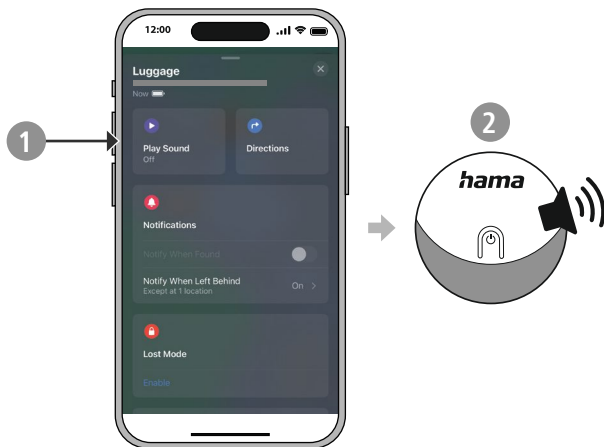 12:00
Luggage
Now
1
Play Sound
Off
Directions
Notifications
Notify When Found
Notify When Left Behind
Except at 1 location
On
Lost Mode
Enable
2
hama